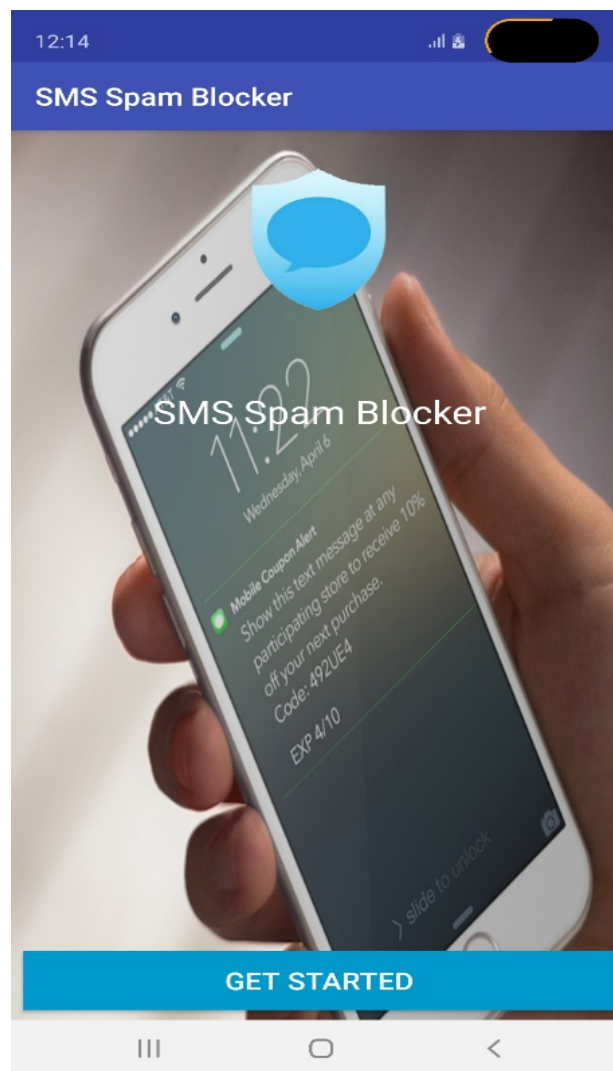 12:14
SMS Spam Blocker
SMS Spam Blocker
11:22
Wednesday, April 6
Mobile Coupon Alert
Show this text message at any
participating store to receive 10%
off your next purchase.
Code: 492UE4
EXP 4/10
> slide to unlock
GET STARTED